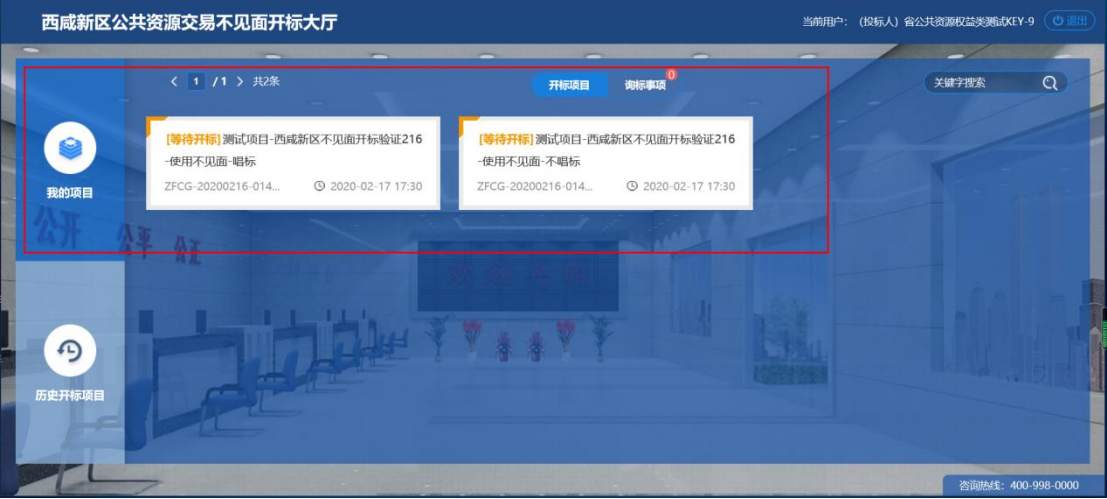 西咸新区公共资源交易不见面开标大厅
当前用户: (投标人) 省公共资源权益类测试KEY-9 退出
< 1 / 1 > 共2条
开标项目 询标事项 0
关键字搜索
[等待开标]测试项目-西咸新区不见面开标验证216
-使用不见面-唱标
ZFCG-20200216-014... 2020-02-17 17:30
[等待开标]测试项目-西咸新区不见面开标验证216
-使用不见面-不唱标
ZFCG-20200216-014... 2020-02-17 17:30
我的项目
公开 公平 公正
历史开标项目
咨询热线: 400-998-0000